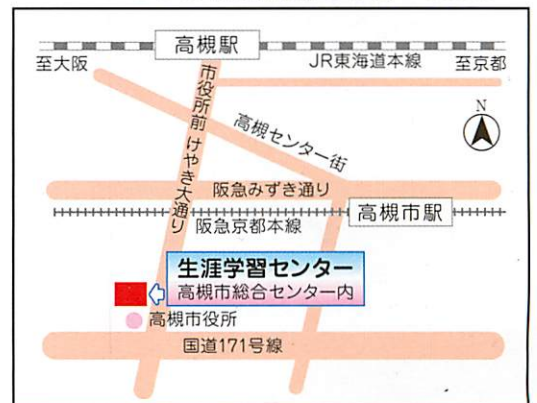 高槻駅
至大阪
JR東海道本線
至京都
N
市役所前 けやき大通り
高槻センター街
阪急みずき通り
高槻市駅
阪急京都本線
生涯学習センター
高槻市総合センター内
高槻市役所
国道171号線